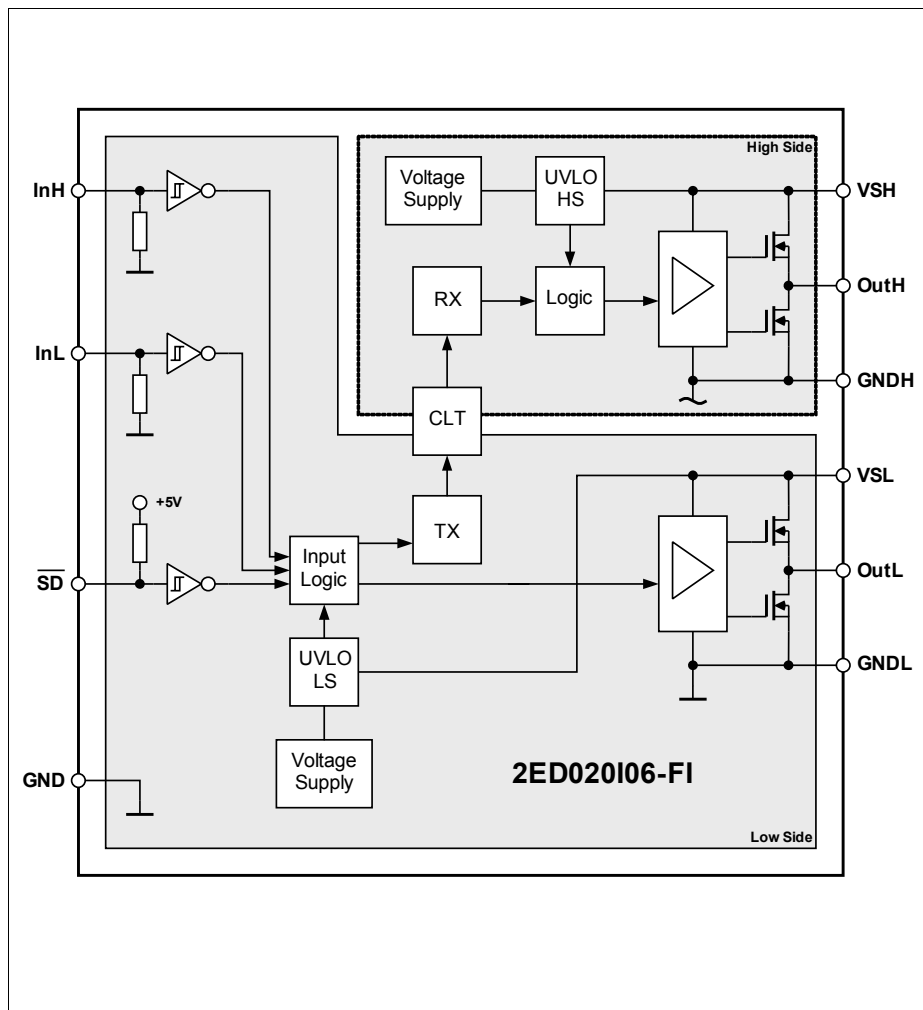 High Side
InH
Voltage
Supply
UVLO
HS
VSH
RX
Logic
OutH
InL
GNDH
CLT
VSL
+5V
TX
Input
Logic
SD
OutL
UVLO
LS
GNDL
Voltage
Supply
2ED020I06-FI
GND
Low Side